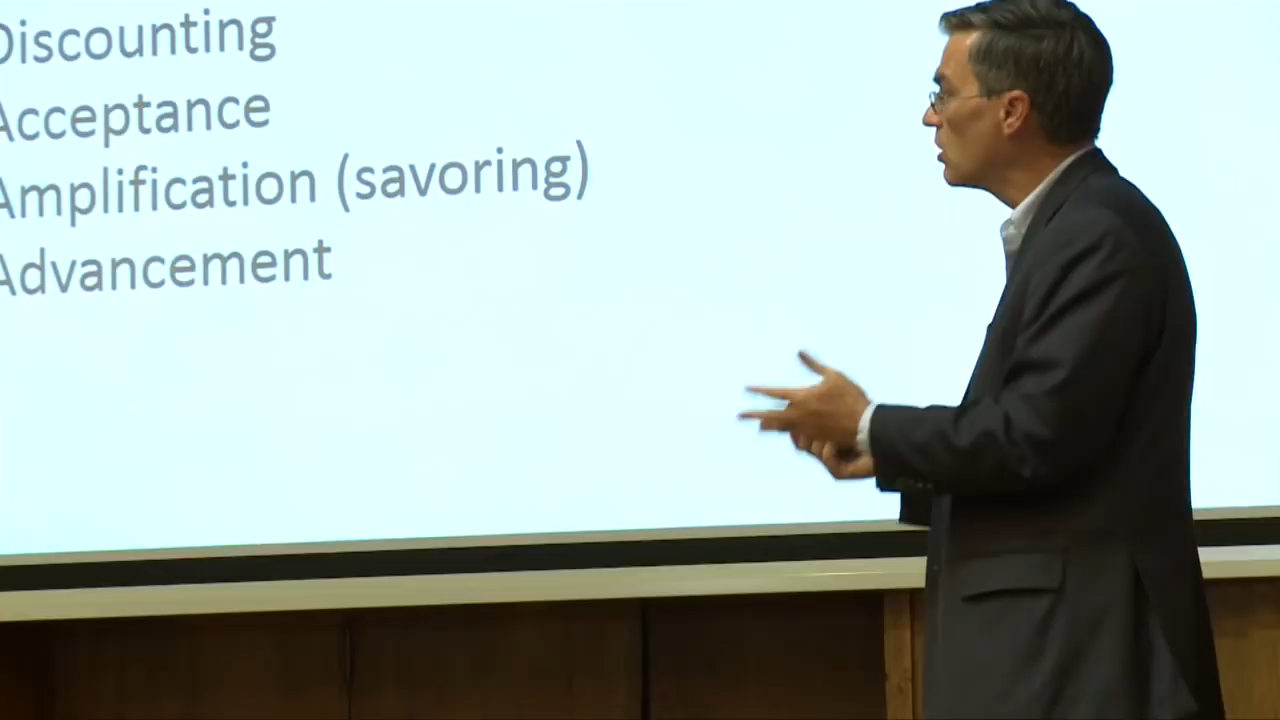 Discounting
Acceptance
Amplification (savoring)
Advancement